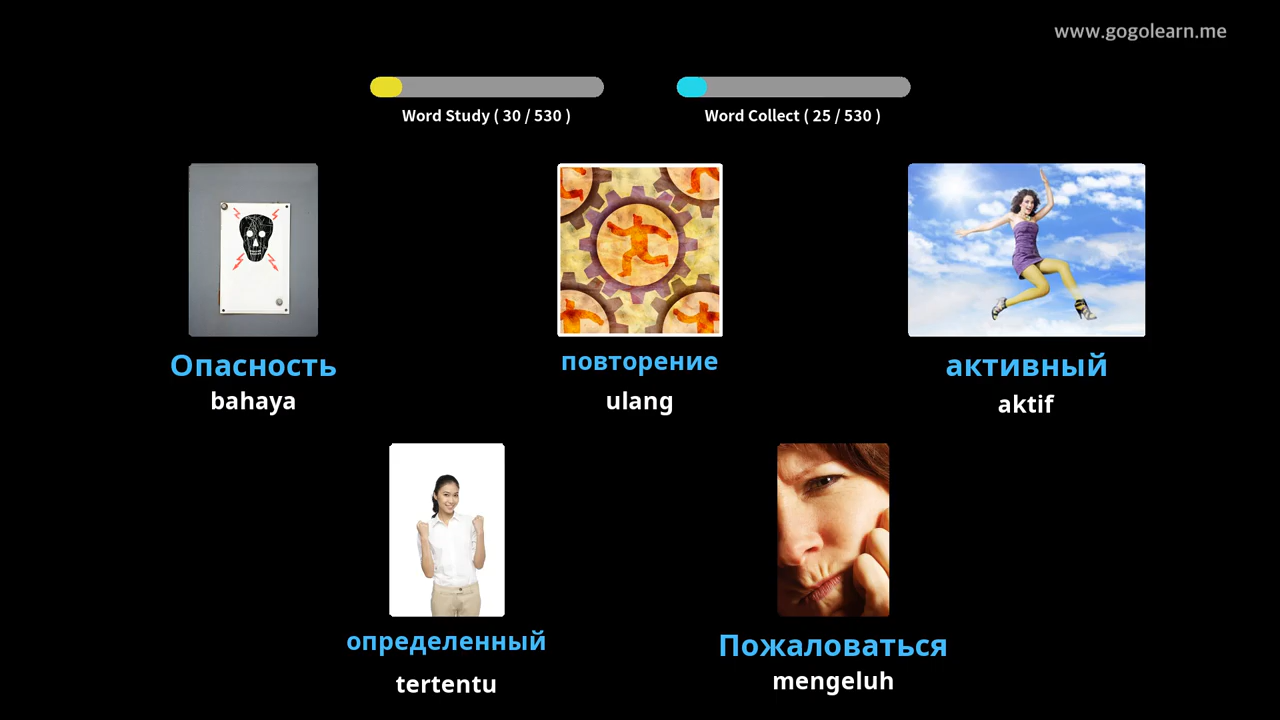 www.gogolearn.me
Word Study ( 30 / 530 )
Word Collect ( 25 / 530 )
Опасность
bahaya
повторение
ulang
активный
aktif
определенный
tertentu
Пожаловаться
mengeluh